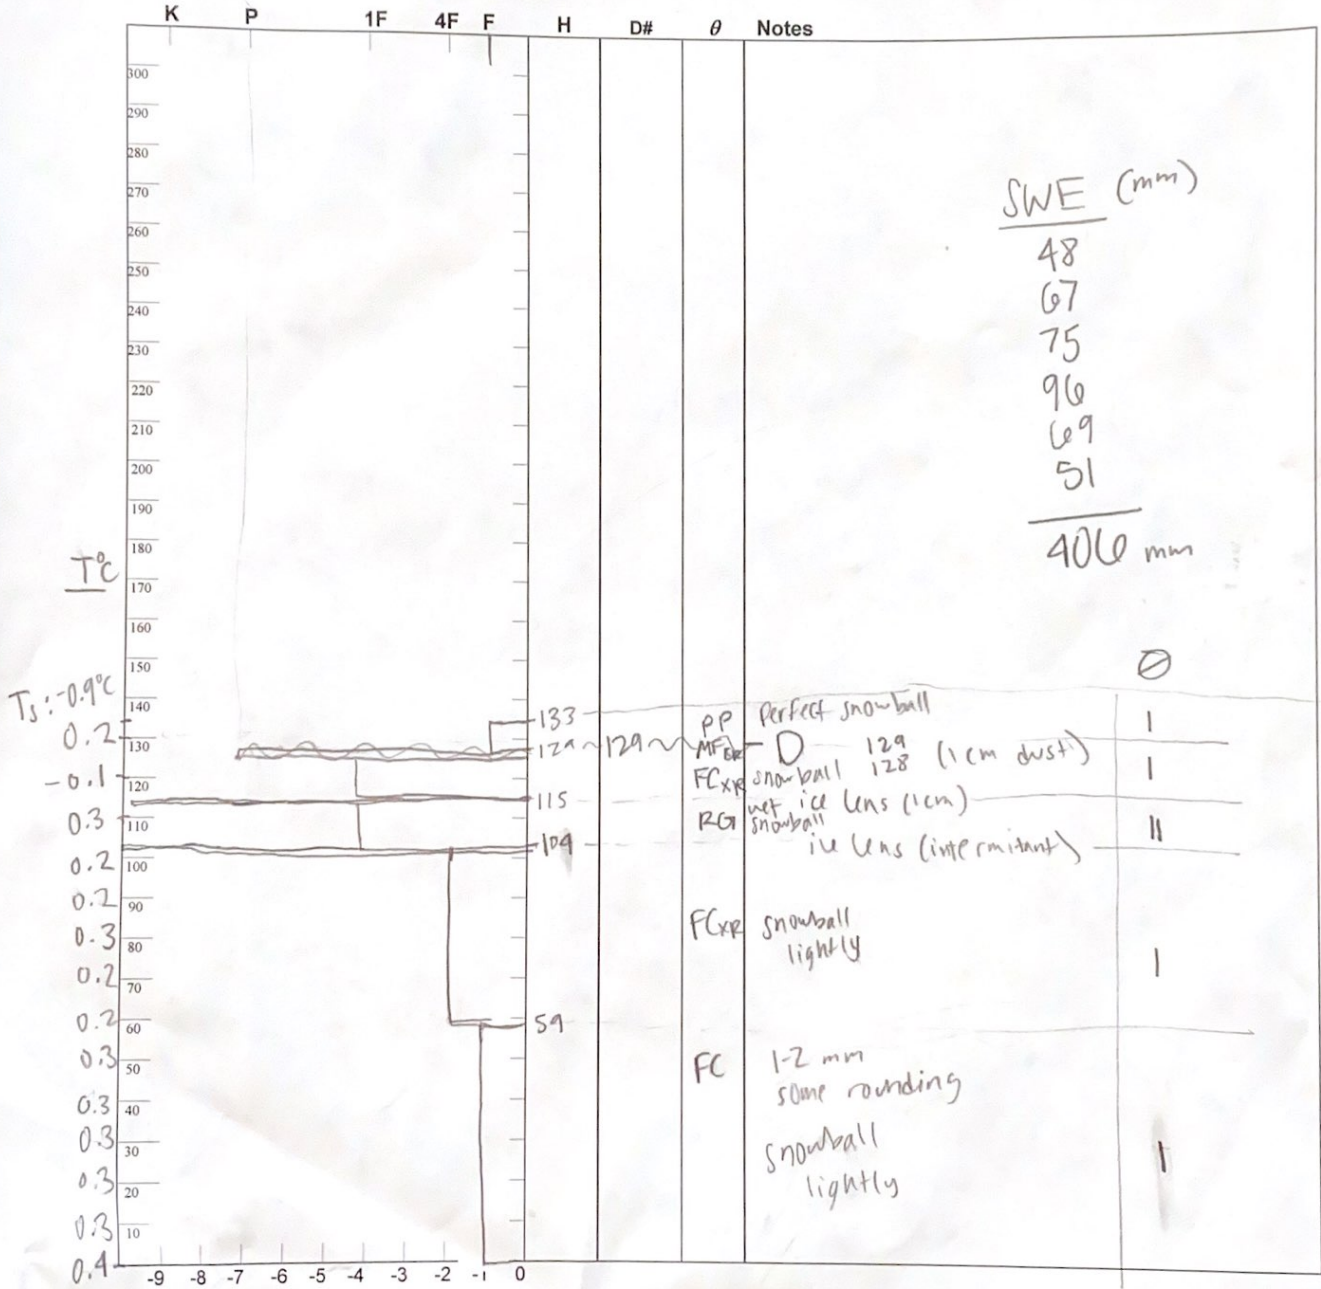 K P 1F 4F F H D# θ Notes
300
290
280
270
260
250
240
230
220
210
200
190
180
170
160
150
140
130
120
110
100
90
80
70
60
50
40
30
20
10
-9 -8 -7 -6 -5 -4 -3 -2 -1 0
SWE (mm)
48
67
75
96
69
51
406 mm
T°C
Ts: -0.9°C
0.2
-0.1
0.3
0.2
0.2
0.3
0.2
0.2
0.3
0.3
0.3
0.3
0.3
0.4
θ
133 PP Perfect snowball I
129 129 MFcr D 129 (1 cm dust)
FCxr snowball 128 I
115 wet ice lens (1cm)
RG snowball II
104 ice lens (intermitant)
FCxr snowball
lightly I
59
FC 1-2 mm
some rounding
snowball I
lightly